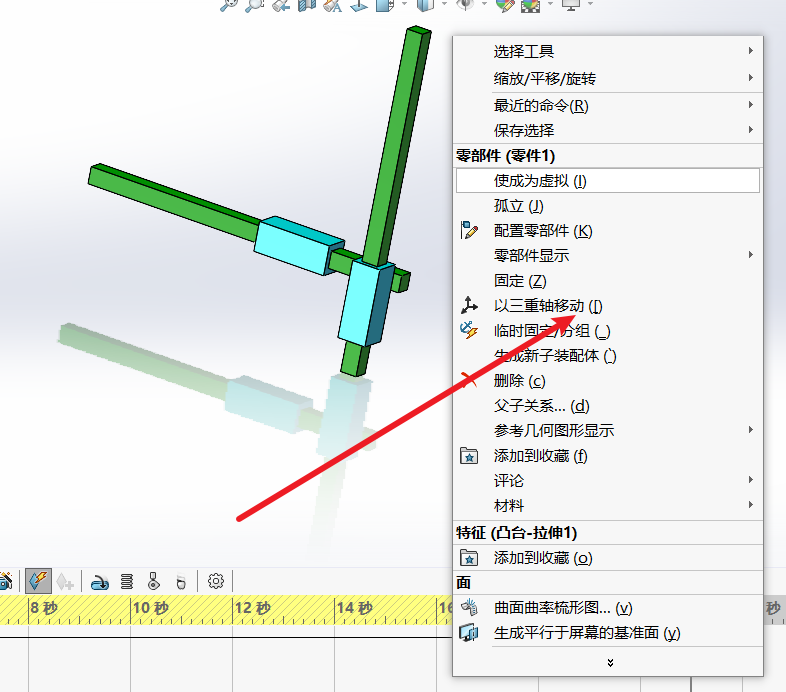 选择工具
缩放/平移/旋转
最近的命令(R)
保存选择
零部件 (零件1)
使成为虚拟 (I)
孤立 (J)
配置零部件 (K)
零部件显示
固定 (Z)
以三重轴移动 ([)
临时固定/分组 (_)
生成新子装配体 (`)
删除 (c)
父子关系... (d)
参考几何图形显示
添加到收藏 (f)
评论
材料
特征 (凸台-拉伸1)
添加到收藏 (o)
面
曲面曲率梳形图... (v)
生成平行于屏幕的基准面 (y)
8 秒
10 秒
12 秒
14 秒
16
秒